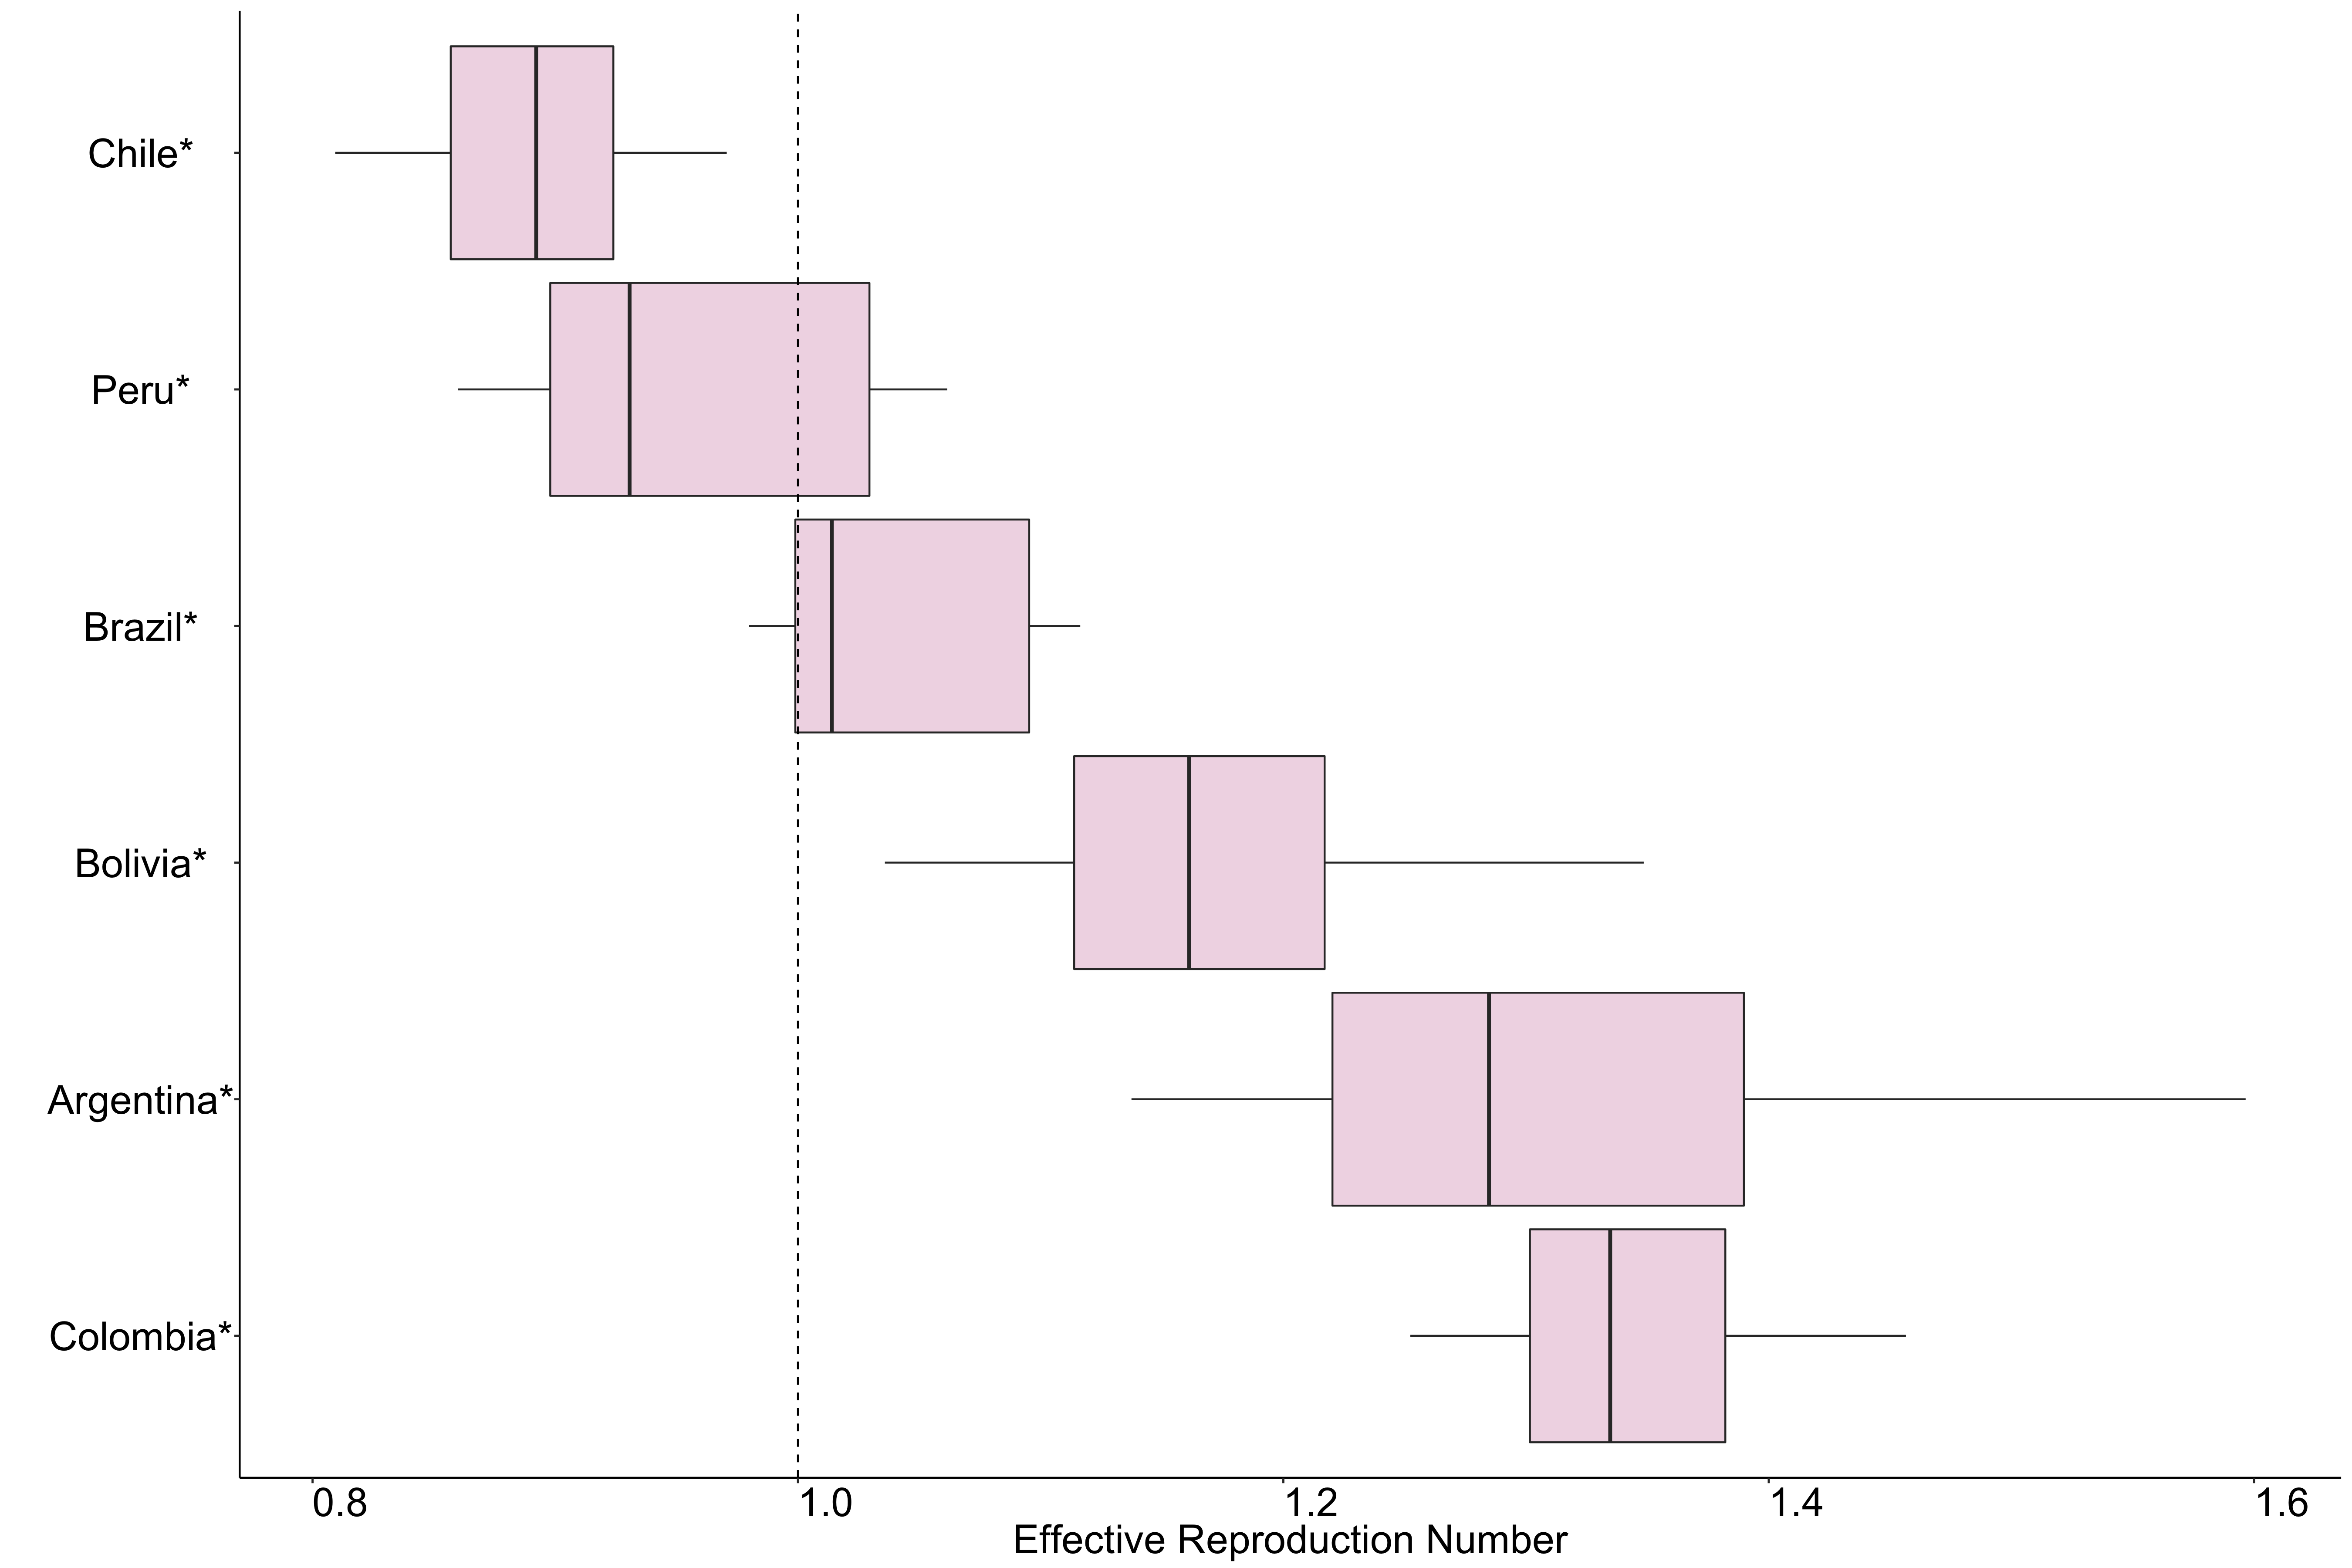 Chile*
Peru*
Brazil*
Bolivia*
Argentina*
Colombia*
0.8 1.0 1.2 1.4 1.6
Effective Reproduction Number